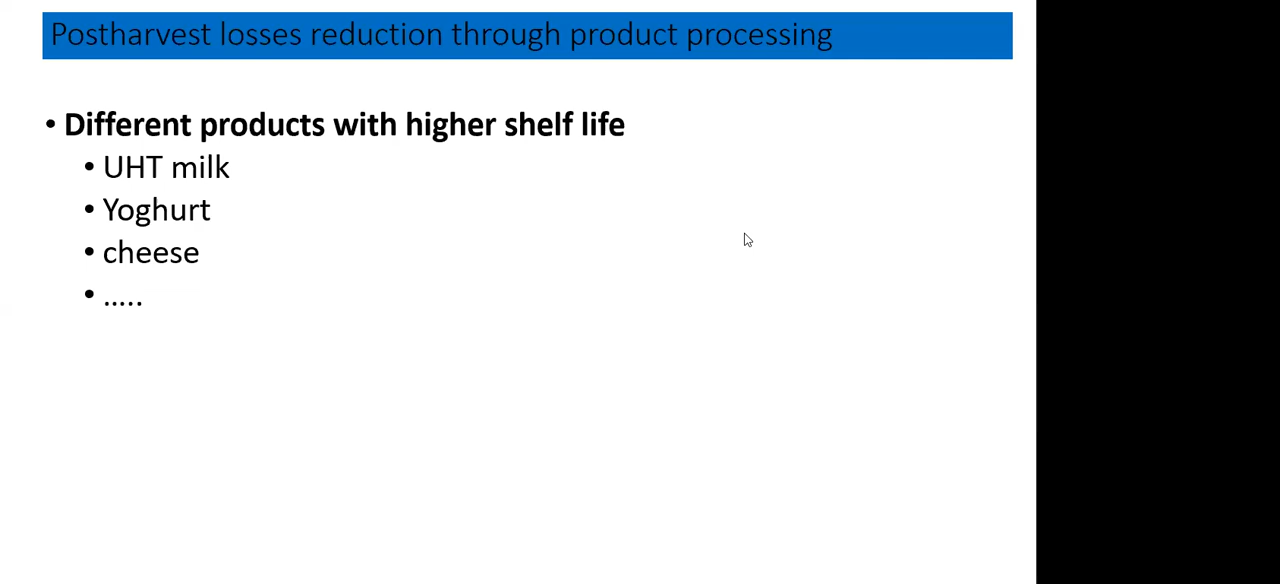 Postharvest losses reduction through product processing
• Different products with higher shelf life
• UHT milk
• Yoghurt
• cheese
• .....